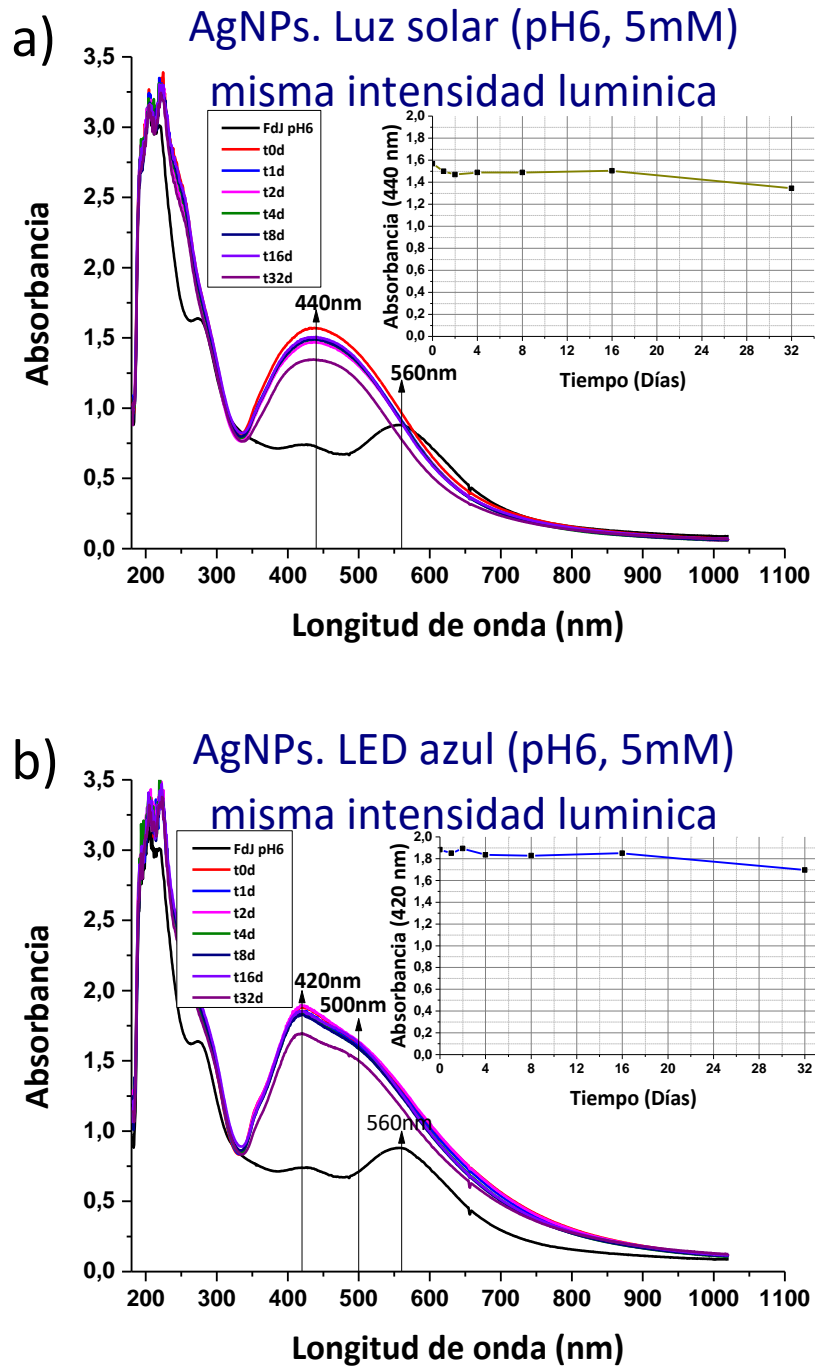 a)
AgNPs. Luz solar (pH6, 5mM)
misma intensidad luminica
3,5
3,0
2,5
2,0
1,5
1,0
0,5
0,0
Absorbancia
FdJ pH6
t0d
t1d
t2d
t4d
t8d
t16d
t32d
440nm
560nm
2,0
1,8
1,6
1,4
1,2
1,0
0,8
0,6
0,4
0,2
0,0
Absorbancia (440 nm)
0 4 8 12 16 20 24 28 32
Tiempo (Días)
200 300 400 500 600 700 800 900 1000 1100
Longitud de onda (nm)
b)
AgNPs. LED azul (pH6, 5mM)
misma intensidad luminica
3,5
3,0
2,5
2,0
1,5
1,0
0,5
0,0
Absorbancia
FdJ pH6
t0d
t1d
t2d
t4d
t8d
t16d
t32d
420nm
500nm
560nm
2,0
1,8
1,6
1,4
1,2
1,0
0,8
0,6
0,4
0,2
0,0
Absorbancia (420 nm)
0 4 8 12 16 20 24 28 32
Tiempo (Días)
200 300 400 500 600 700 800 900 1000 1100
Longitud de onda (nm)